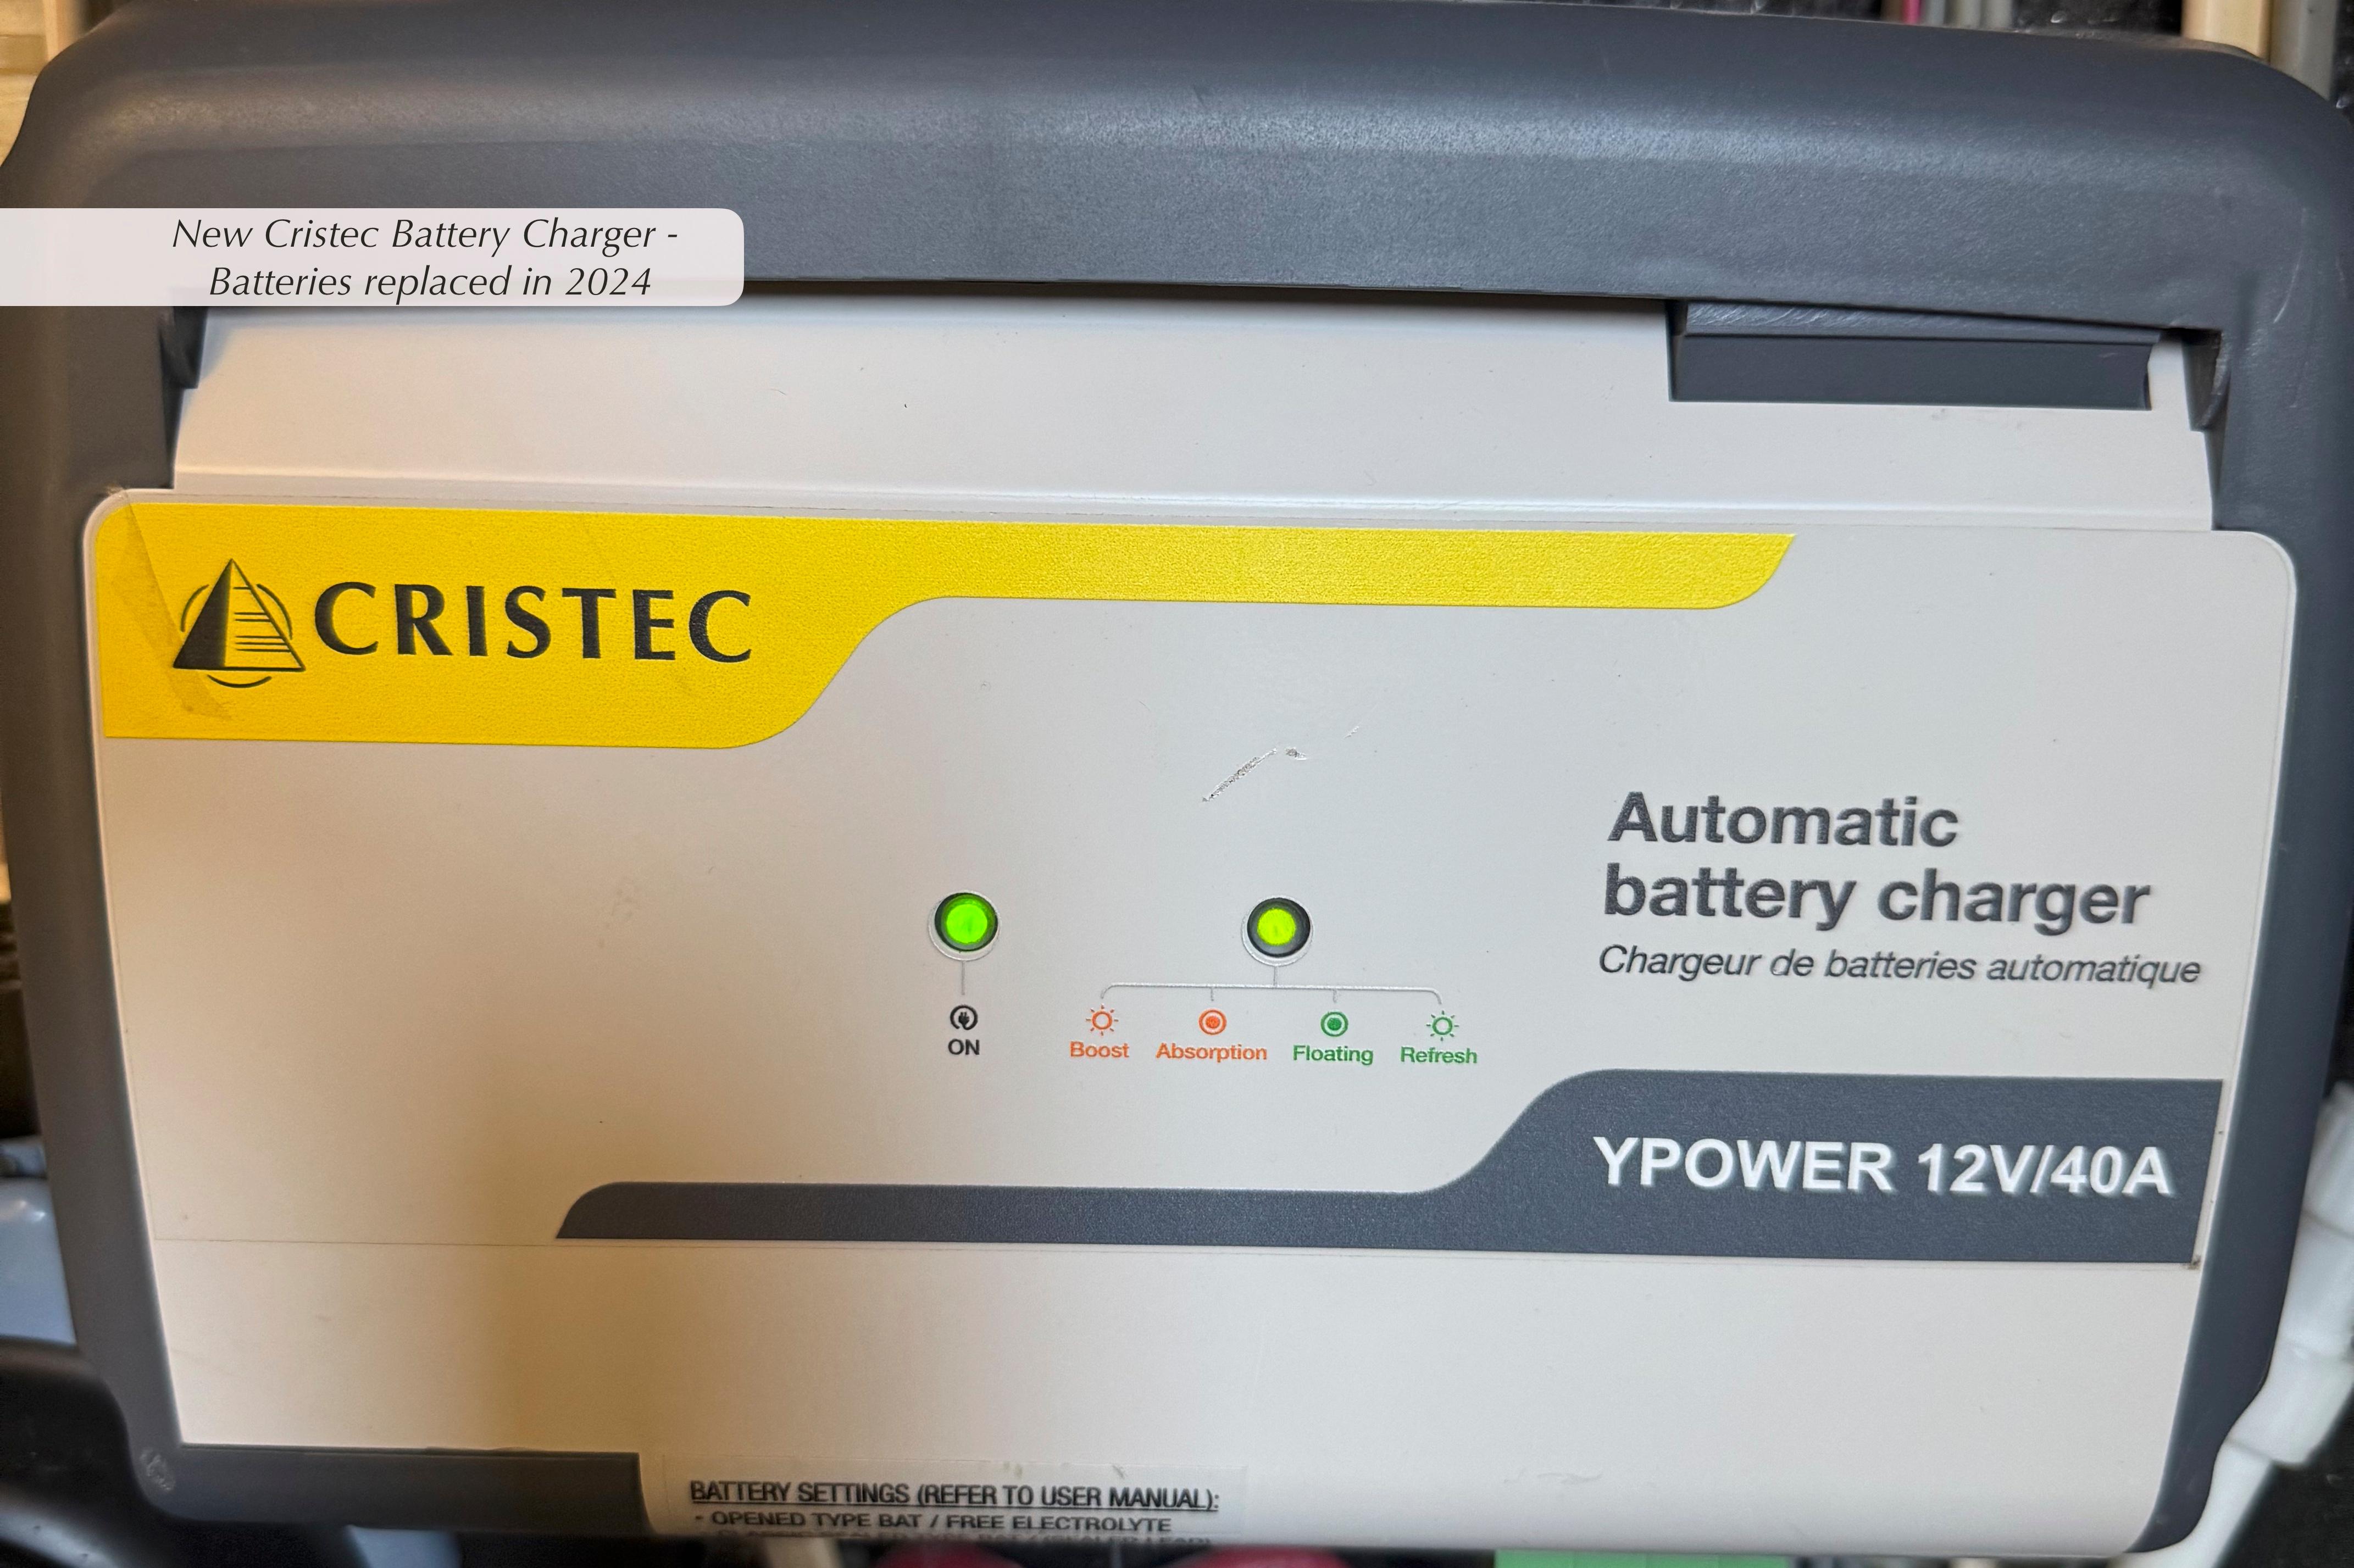 New Cristec Battery Charger -
Batteries replaced in 2024
CRISTEC
Automatic
battery charger
Chargeur de batteries automatique
ON
Boost Absorption Floating Refresh
YPOWER 12V/40A
BATTERY SETTINGS (REFER TO USER MANUAL):
- OPENED TYPE BAT / FREE ELECTROLYTE